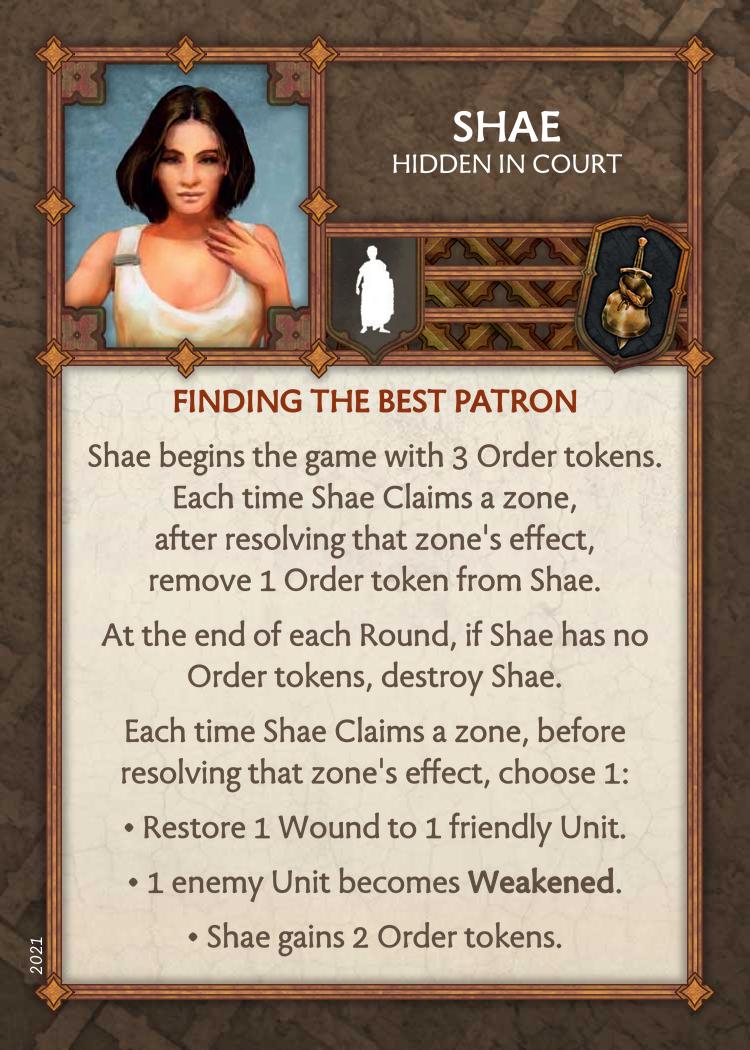 SHAE
HIDDEN IN COURT
FINDING THE BEST PATRON
Shae begins the game with 3 Order tokens.
Each time Shae Claims a zone,
after resolving that zone's effect,
remove 1 Order token from Shae.
At the end of each Round, if Shae has no
Order tokens, destroy Shae.
Each time Shae Claims a zone, before
resolving that zone's effect, choose 1:
• Restore 1 Wound to 1 friendly Unit.
• 1 enemy Unit becomes Weakened.
• Shae gains 2 Order tokens.
2021